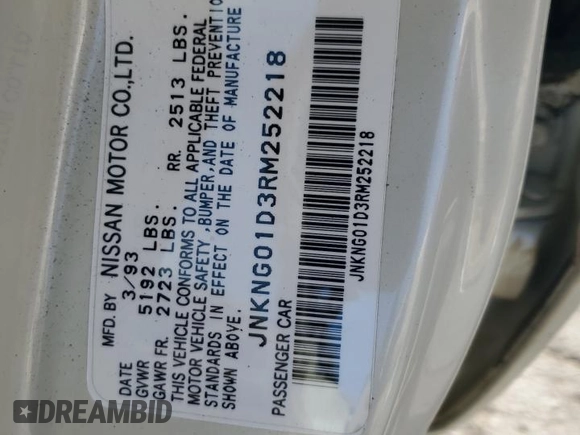 MFD. BY NISSAN MOTOR CO.,LTD.
DATE 3/93
GVWR 5192 LBS.
GAWR FR. 2723 LBS. RR. 2513 LBS.
THIS VEHICLE CONFORMS TO ALL APPLICABLE FEDERAL
MOTOR VEHICLE SAFETY ,BUMPER,AND THEFT PREVENTIO
STANDARDS IN EFFECT ON THE DATE OF MANUFACTURE
SHOWN ABOVE.
JNKNG01D3RM252218
PASSENGER CAR
JNKNG01D3RM252218
DREAMBID